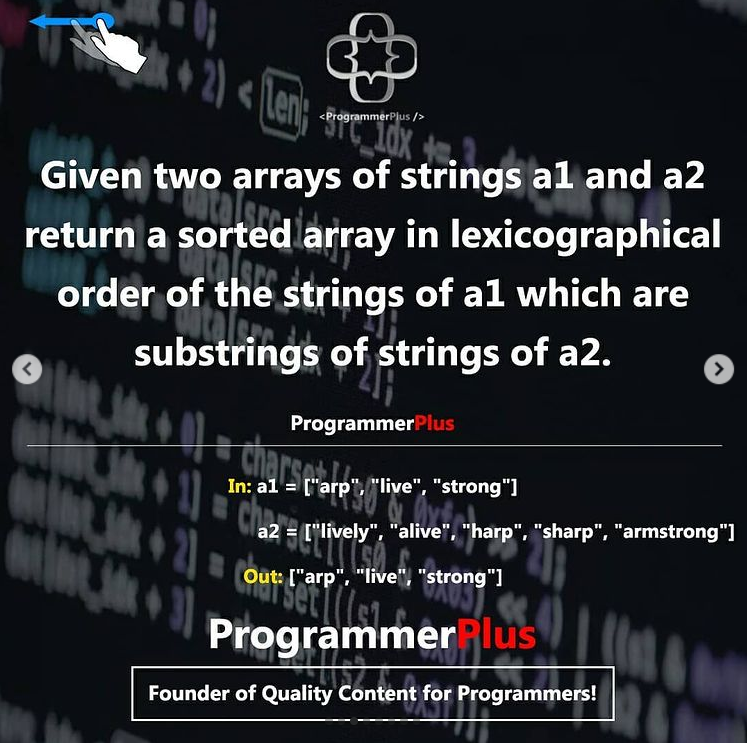 <ProgrammerPlus />
Given two arrays of strings a1 and a2
return a sorted array in lexicographical
order of the strings of a1 which are
substrings of strings of a2.
ProgrammerPlus
In: a1 = ["arp", "live", "strong"]
a2 = ["lively", "alive", "harp", "sharp", "armstrong"]
Out: ["arp", "live", "strong"]
ProgrammerPlus
Founder of Quality Content for Programmers!